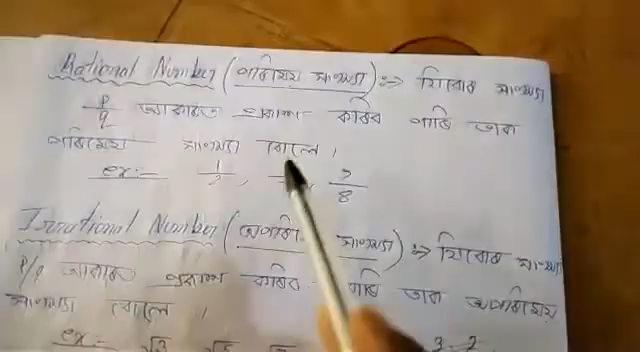 Rational Number (পৰিমেয় সংখ্যা) :⇒ যিবোৰ সংখ্যা
p/q আকাৰত প্ৰকাশ কৰিব পাৰি তাক
পৰিমেয় সংখ্যা বোলে।
ex:- 1/2, 5/8
Irrational Number (অপৰি সংখ্যা) :⇒ যিবোৰ সংখ্যা
P/q আকাৰত প্ৰকাশ কৰিব পাৰি তাক অপৰিমেয়
সংখ্যা বোলে।
ex:- √3